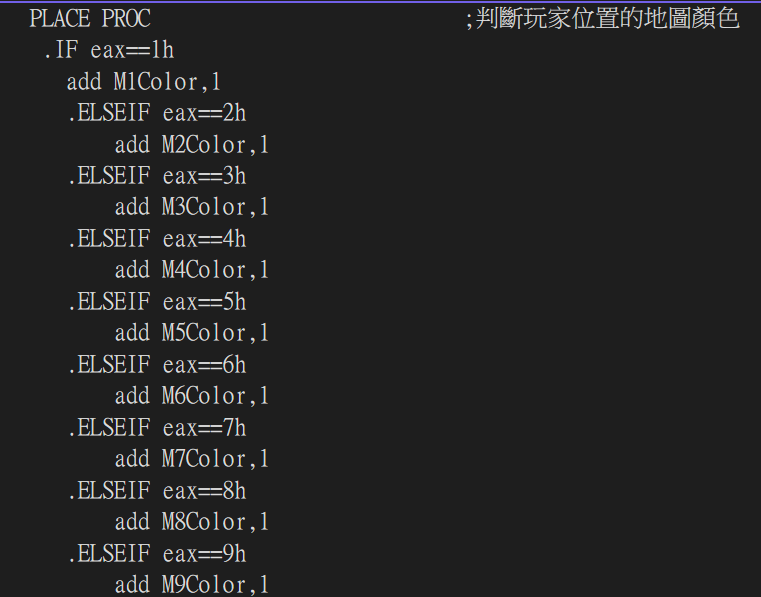 PLACE PROC ;判斷玩家位置的地圖顏色
.IF eax==1h
add M1Color,1
.ELSEIF eax==2h
add M2Color,1
.ELSEIF eax==3h
add M3Color,1
.ELSEIF eax==4h
add M4Color,1
.ELSEIF eax==5h
add M5Color,1
.ELSEIF eax==6h
add M6Color,1
.ELSEIF eax==7h
add M7Color,1
.ELSEIF eax==8h
add M8Color,1
.ELSEIF eax==9h
add M9Color,1